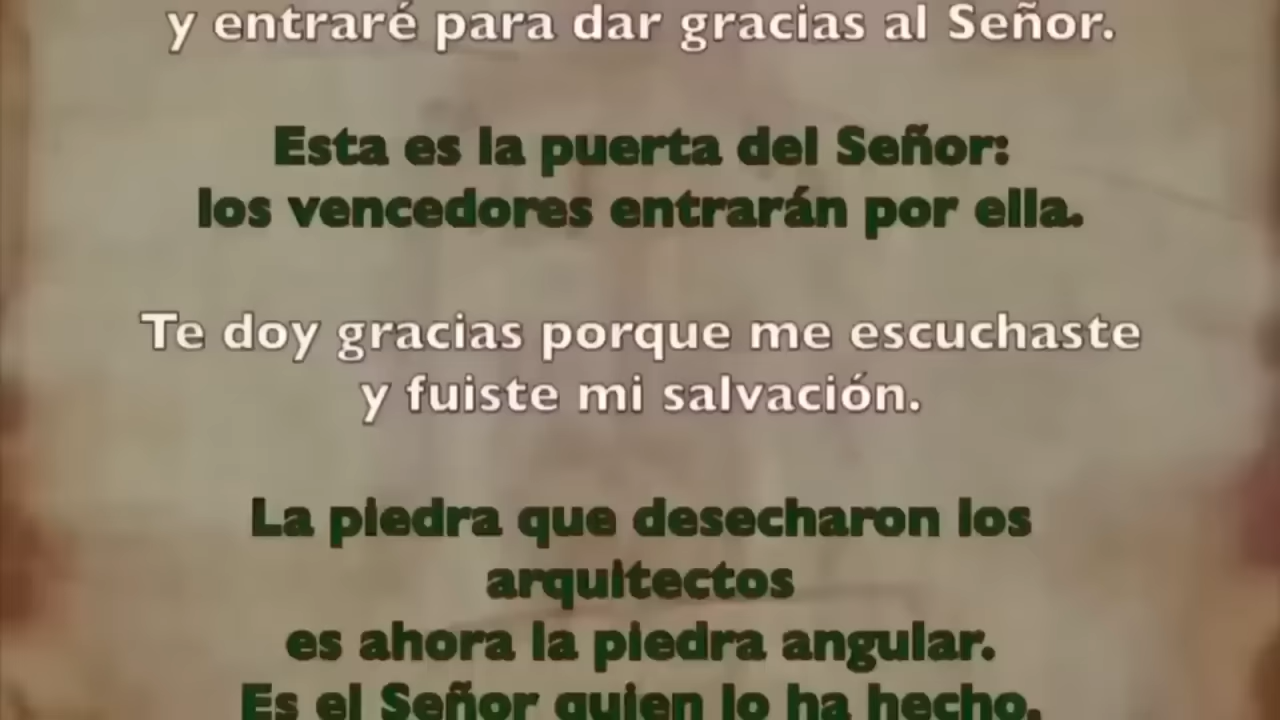 y entraré para dar gracias al Señor.
Esta es la puerta del Señor:
los vencedores entrarán por ella.
Te doy gracias porque me escuchaste
y fuiste mi salvación.
La piedra que desecharon los
arquitectos
es ahora la piedra angular.
Es el Señor quien lo ha hecho,